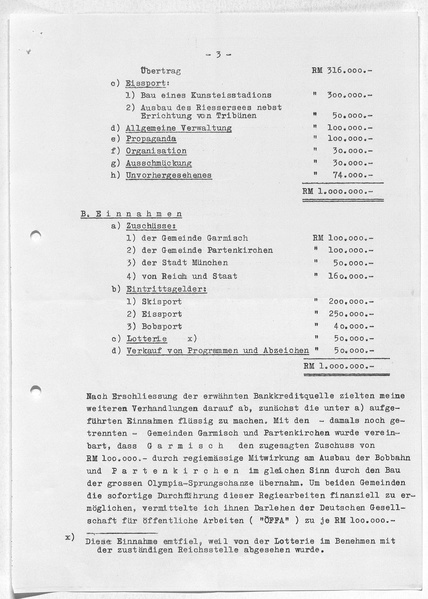 - 3 -
Übertrag RM 316.000.-
c) Eissport:
1) Bau eines Kunsteisstadions " 300.000.-
2) Ausbau des Riessersees nebst
Errichtung von Tribünen " 50.000.-
d) Allgemeine Verwaltung " 100.000.-
e) Propaganda " 100.000.-
f) Organisation " 30.000.-
g) Ausschmückung " 30.000.-
h) Unvorhergesehenes " 74.000.-
RM 1.000.000.-
B. E i n n a h m e n
a) Zuschüsse:
1) der Gemeinde Garmisch RM 100.000.-
2) der Gemeinde Partenkirchen " 100.000.-
3) der Stadt München " 50.000.-
4) von Reich und Staat " 160.000.-
b) Eintrittsgelder:
1) Skisport " 200.000.-
2) Eissport " 250.000.-
3) Bobsport " 40.000.-
c) Lotterie x) " 50.000.-
d) Verkauf von Programmen und Abzeichen " 50.000.-
RM 1.000.000.-
Nach Erschliessung der erwähnten Bankkreditquelle zielten meine
weiteren Verhandlungen darauf ab, zunächst die unter a) aufge-
führten Einnahmen flüssig zu machen. Mit den - damals noch ge-
trennten - Gemeinden Garmisch und Partenkirchen wurde verein-
bart, dass G a r m i s c h den zugesagten Zuschuss von
RM 100.000.- durch regiemässige Mitwirkung am Ausbau der Bobbahn
und P a r t e n k i r c h e n im gleichen Sinn durch den Bau
der grossen Olympia-Sprungschanze übernahm. Um beiden Gemeinden
die sofortige Durchführung dieser Regiearbeiten finanziell zu er-
möglichen, vermittelte ich ihnen Darlehen der Deutschen Gesell-
schaft für öffentliche Arbeiten ( "ÖFFA" ) zu je RM 100.000.-
x) Diese Einnahme entfiel, weil von der Lotterie im Benehmen mit
der zuständigen Reichsstelle abgesehen wurde.